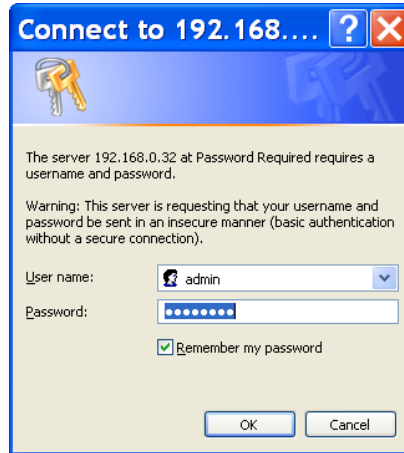 Connect to 192.168....
The server 192.168.0.32 at Password Required requires a
username and password.
Warning: This server is requesting that your username and
password be sent in an insecure manner (basic authentication
without a secure connection).
User name:
admin
Password:
●●●●●●●●
Remember my password
OK
Cancel